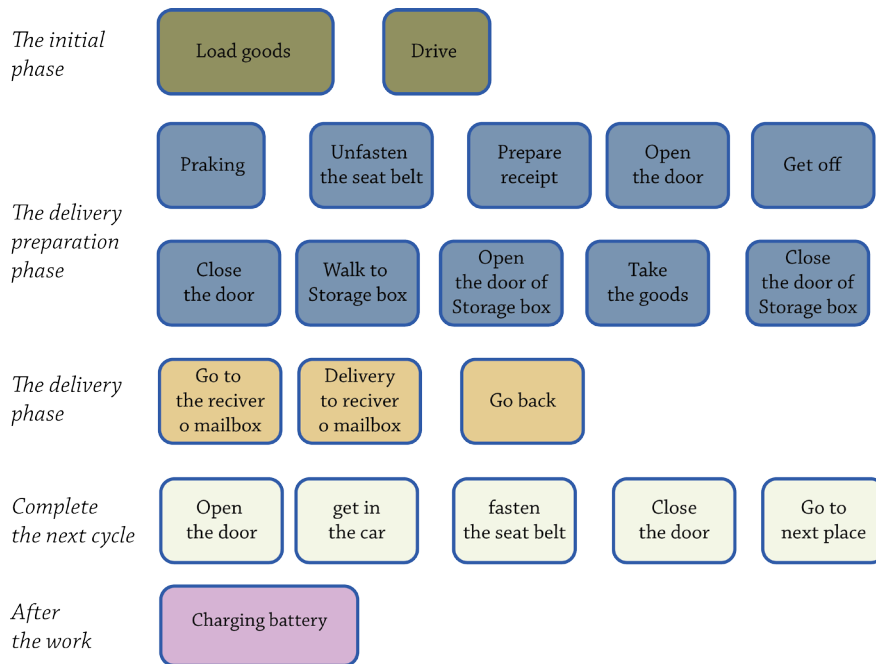 The initial
phase
Load goods
Drive
The delivery
preparation
phase
Praking
Unfasten
the seat belt
Prepare
receipt
Open
the door
Get off
Close
the door
Walk to
Storage box
Open
the door of
Storage box
Take
the goods
Close
the door of
Storage box
The delivery
phase
Go to
the reciver
o mailbox
Delivery
to reciver
o mailbox
Go back
Complete
the next cycle
Open
the door
get in
the car
fasten
the seat belt
Close
the door
Go to
next place
After
the work
Charging battery